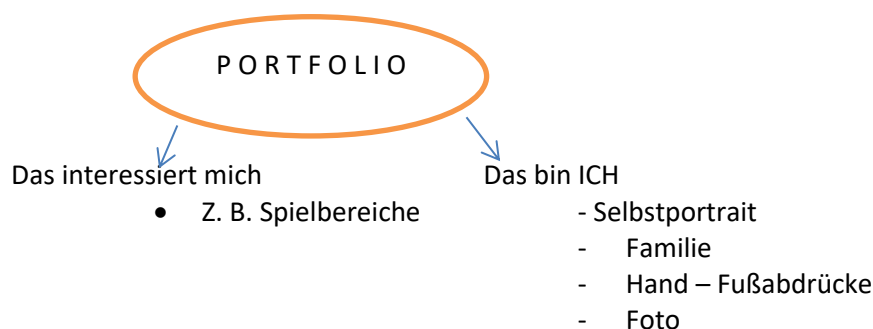 P O R T F O L I O
Das interessiert mich
• Z. B. Spielbereiche
Das bin ICH
- Selbstportrait
- Familie
- Hand – Fußabdrücke
- Foto